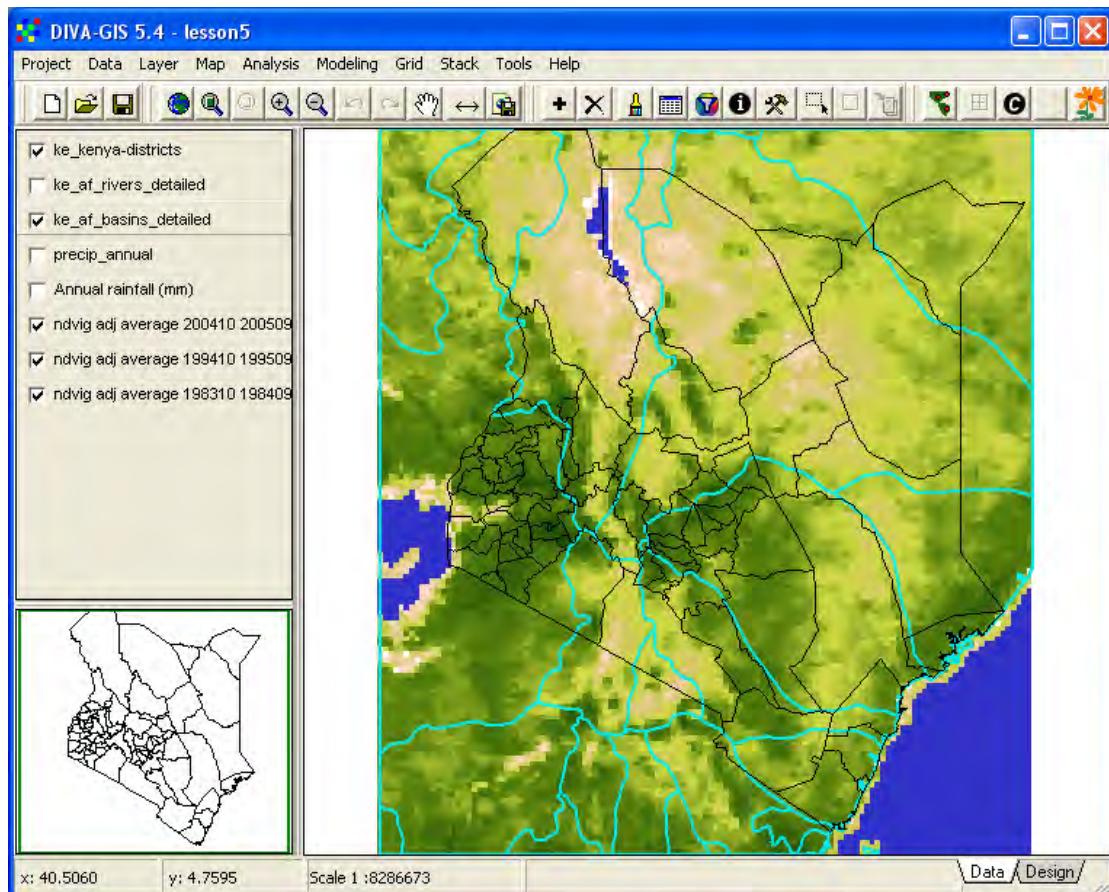 DIVA-GIS 5.4 - lesson5
Project Data Layer Map Analysis Modeling Grid Stack Tools Help
ke_kenya-districts
ke_af_rivers_detailed
ke_af_basins_detailed
precip_annual
Annual rainfall (mm)
ndvig adj average 200410 200509
ndvig adj average 199410 199509
ndvig adj average 198310 198409
x: 40.5060 y: 4.7595 Scale 1 :8286673 Data Design